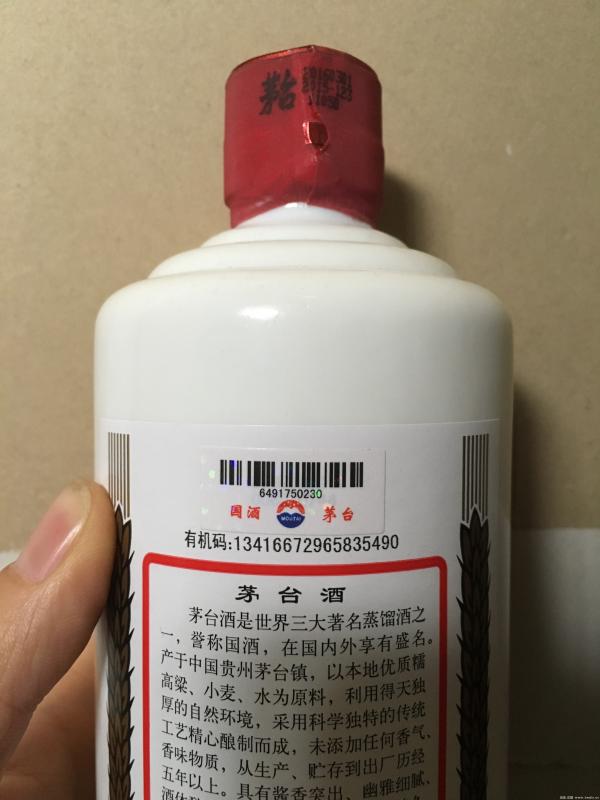 茅台
6491750230
国酒 MOUTAI 茅台
有机码:13416672965835490
茅台酒
茅台酒是世界三大著名蒸馏酒之
一，誉称国酒，在国内外享有盛名。
产于中国贵州茅台镇，以本地优质糯
高粱、小麦、水为原料，利用得天独
厚的自然环境，采用科学独特的传统
工艺精心酿制而成，未添加任何香气、
香味物质，从生产、贮存到出厂历经
五年以上。具有酱香突出、幽雅细腻、